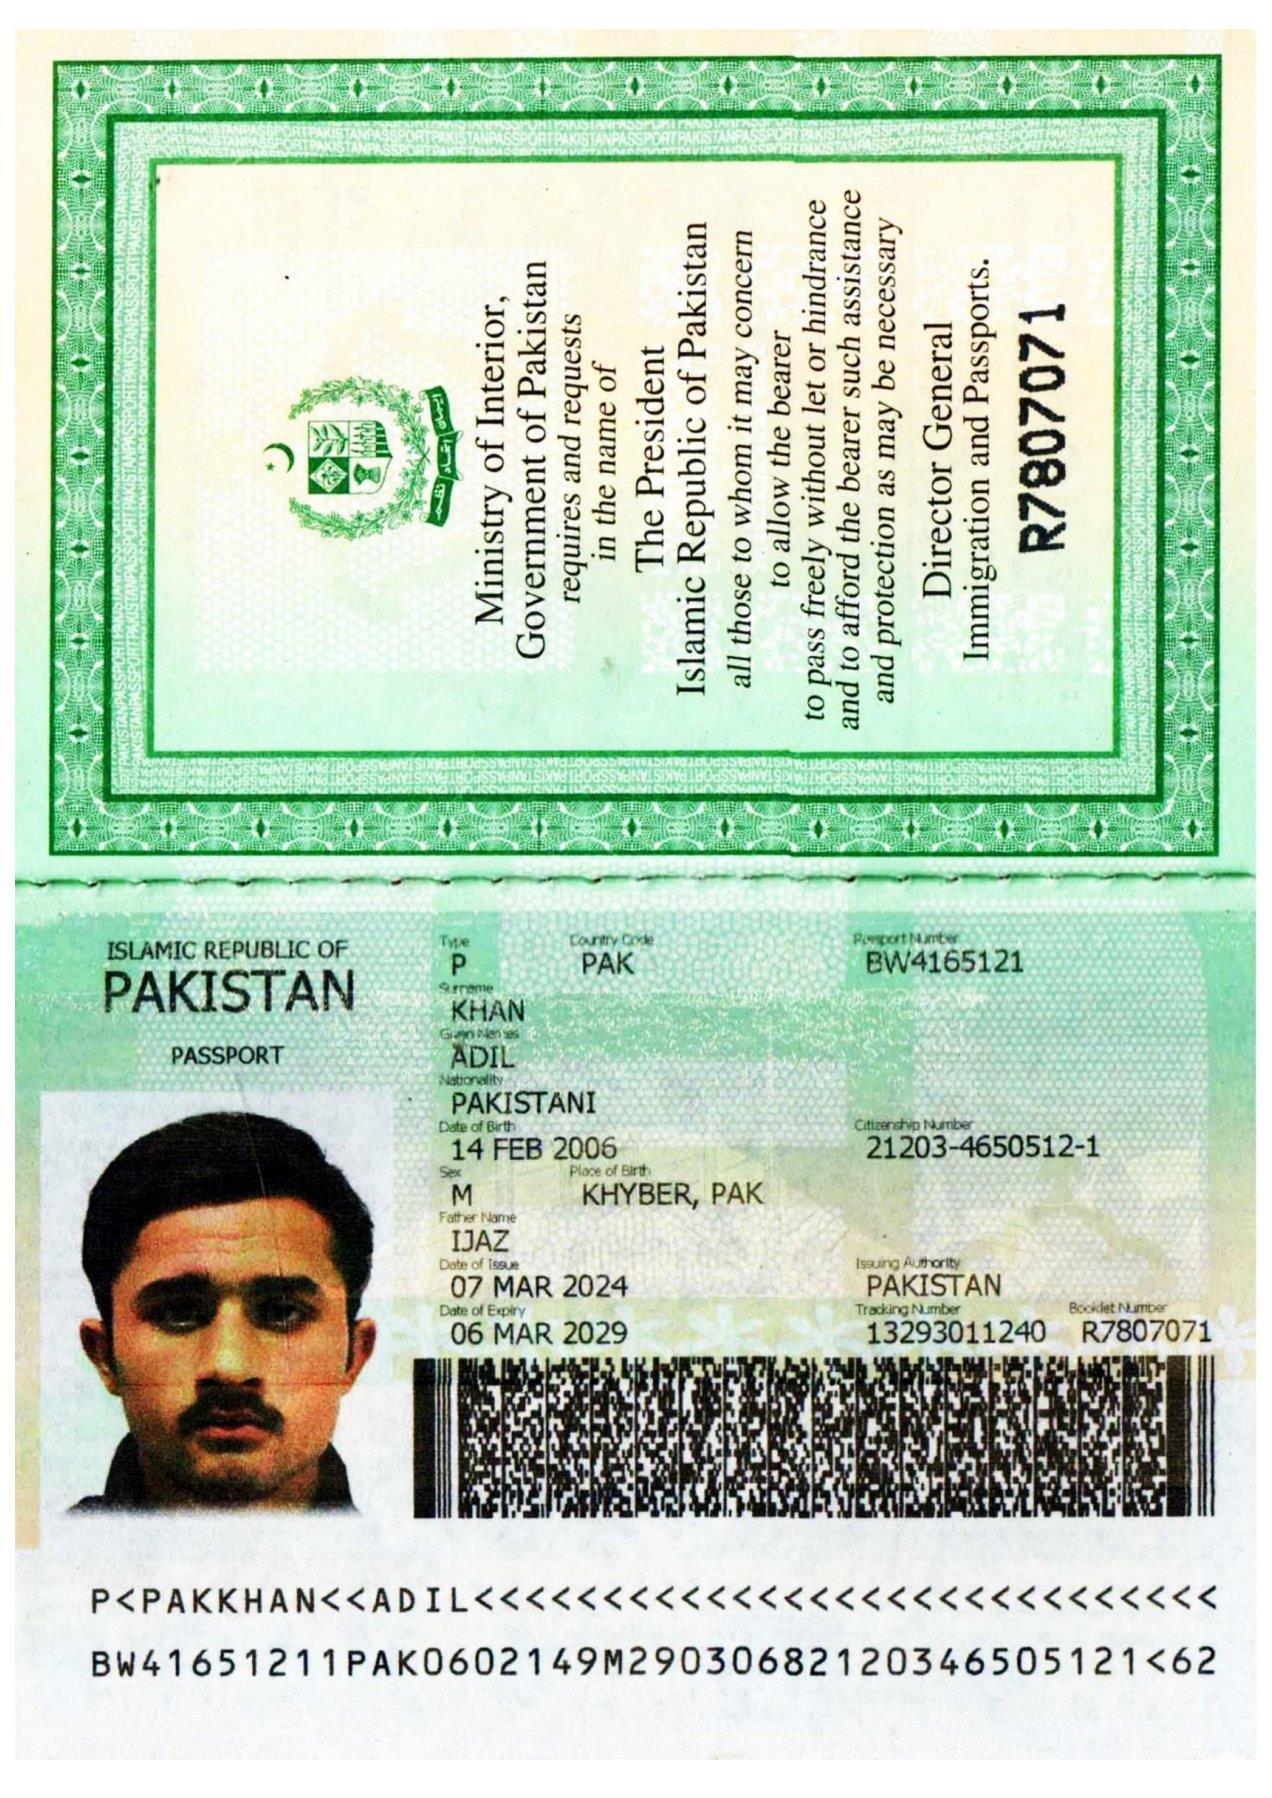 ایمان اتحاد نظم
Ministry of Interior,
Government of Pakistan
requires and requests
in the name of
The President
Islamic Republic of Pakistan
all those to whom it may concern
to allow the bearer
to pass freely without let or hindrance
and to afford the bearer such assistance
and protection as may be necessary
Director General
Immigration and Passports.
R7807071
ISLAMIC REPUBLIC OF
PAKISTAN
PASSPORT
Type Country Code Passport Number
P PAK BW4165121
Surname
KHAN
Given Names
ADIL
Nationality
PAKISTANI
Date of Birth Citizenship Number
14 FEB 2006 21203-4650512-1
Sex Place of Birth
M KHYBER, PAK
Father Name
IJAZ
Date of Issue Issuing Authority
07 MAR 2024 PAKISTAN
Date of Expiry Tracking Number Booklet Number
06 MAR 2029 13293011240 R7807071
P<PAKKHAN<<ADIL<<<<<<<<<<<<<<<<<<<<<<<<<<<<<
BW41651211PAK0602149M29030682120346505121<62